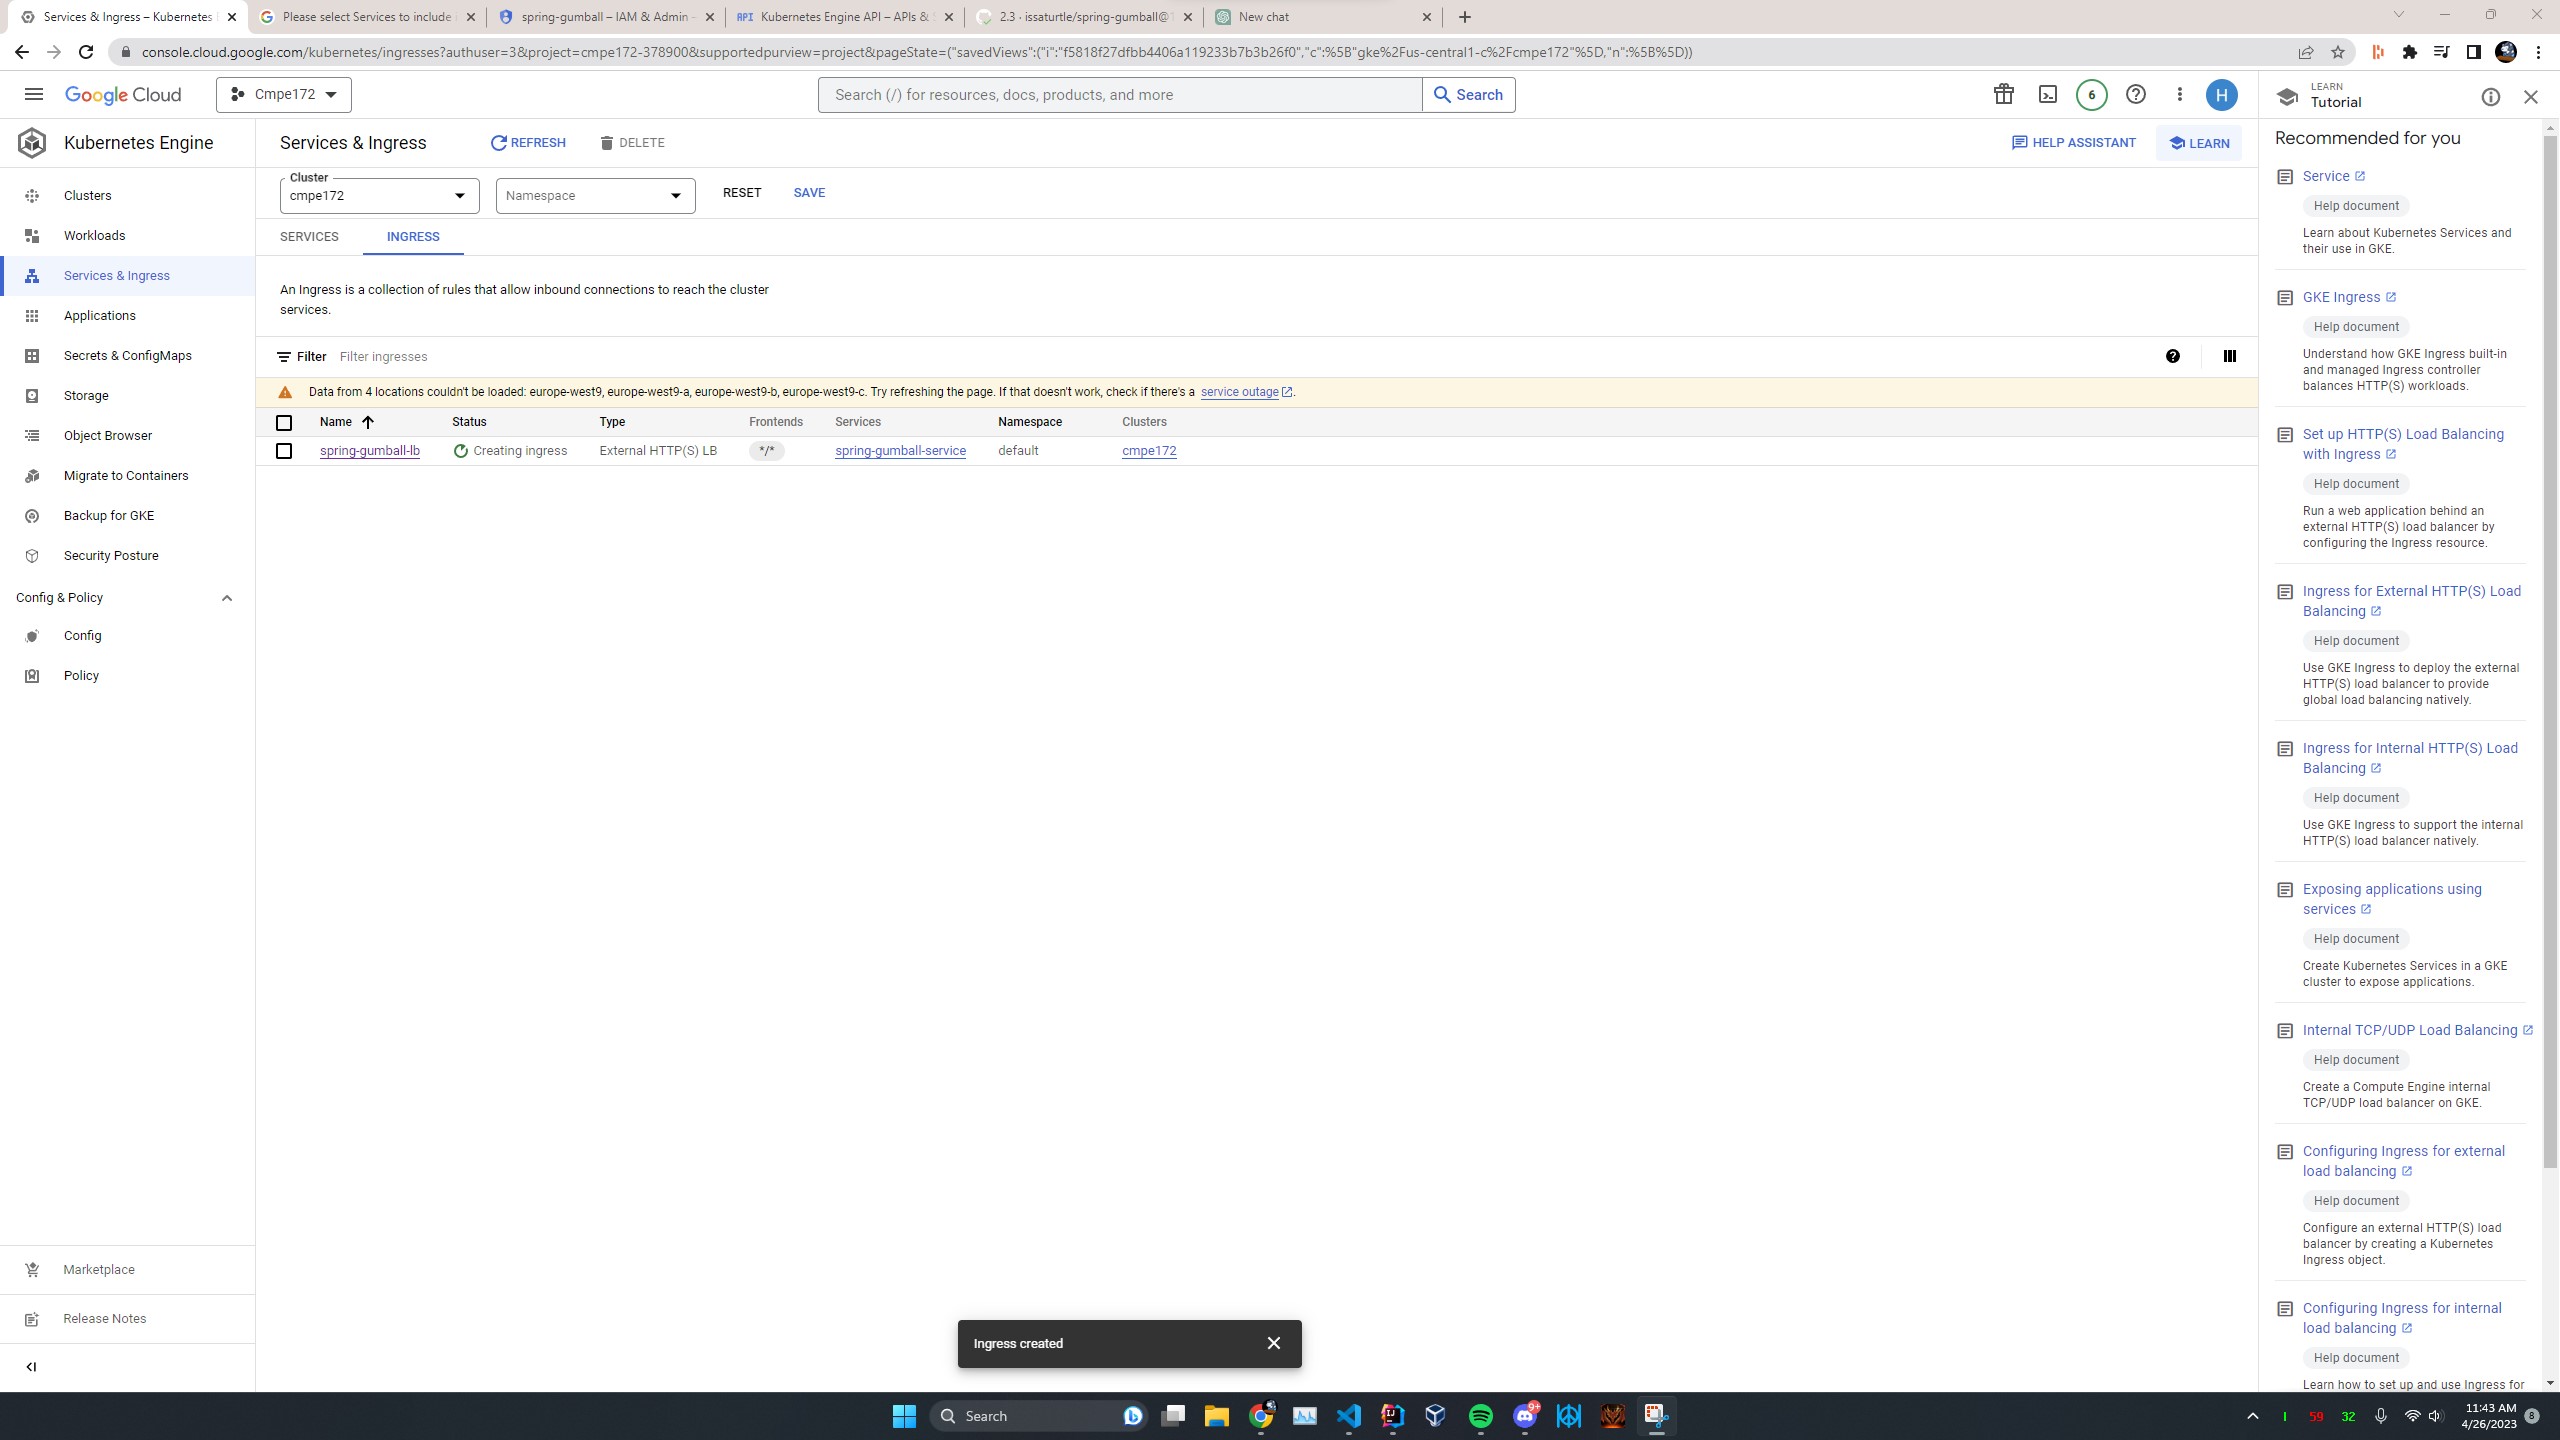 Services & Ingress – Kubernetes
Please select Services to include
spring-gumball – IAM & Admin –
API Kubernetes Engine API – APIs &
2.3 · issaturtle/spring-gumball@
New chat
console.cloud.google.com/kubernetes/ingresses?authuser=3&project=cmpe172-378900&supportedpurview=project&pageState=("savedViews":("i":"f5818f27dfbb4406a119233b7b3b26f0","c":%5B"gke%2Fus-central1-c%2Fcmpe172"%5D,"n":%5B%5D))
Google Cloud
Cmpe172
Search (/) for resources, docs, products, and more
Search
6
H
LEARN
Tutorial
Kubernetes Engine
Services & Ingress
REFRESH
DELETE
HELP ASSISTANT
LEARN
Clusters
Workloads
Services & Ingress
Applications
Secrets & ConfigMaps
Storage
Object Browser
Migrate to Containers
Backup for GKE
Security Posture
Config & Policy
Config
Policy
Marketplace
Release Notes
Cluster
cmpe172
Namespace
RESET
SAVE
SERVICES
INGRESS
An Ingress is a collection of rules that allow inbound connections to reach the cluster
services.
Filter Filter ingresses
Data from 4 locations couldn't be loaded: europe-west9, europe-west9-a, europe-west9-b, europe-west9-c. Try refreshing the page. If that doesn't work, check if there's a service outage.
Name Status Type Frontends Services Namespace Clusters
spring-gumball-lb Creating ingress External HTTP(S) LB */* spring-gumball-service default cmpe172
Ingress created
Recommended for you
Service
Help document
Learn about Kubernetes Services and
their use in GKE.
GKE Ingress
Help document
Understand how GKE Ingress built-in
and managed Ingress controller
balances HTTP(S) workloads.
Set up HTTP(S) Load Balancing
with Ingress
Help document
Run a web application behind an
external HTTP(S) load balancer by
configuring the Ingress resource.
Ingress for External HTTP(S) Load
Balancing
Help document
Use GKE Ingress to deploy the external
HTTP(S) load balancer to provide
global load balancing natively.
Ingress for Internal HTTP(S) Load
Balancing
Help document
Use GKE Ingress to support the internal
HTTP(S) load balancer natively.
Exposing applications using
services
Help document
Create Kubernetes Services in a GKE
cluster to expose applications.
Internal TCP/UDP Load Balancing
Help document
Create a Compute Engine internal
TCP/UDP load balancer on GKE.
Configuring Ingress for external
load balancing
Help document
Configure an external HTTP(S) load
balancer by creating a Kubernetes
Ingress object.
Configuring Ingress for internal
load balancing
Help document
Learn how to set up and use Ingress for
Search
9+
59
32
11:43 AM
4/26/2023
8